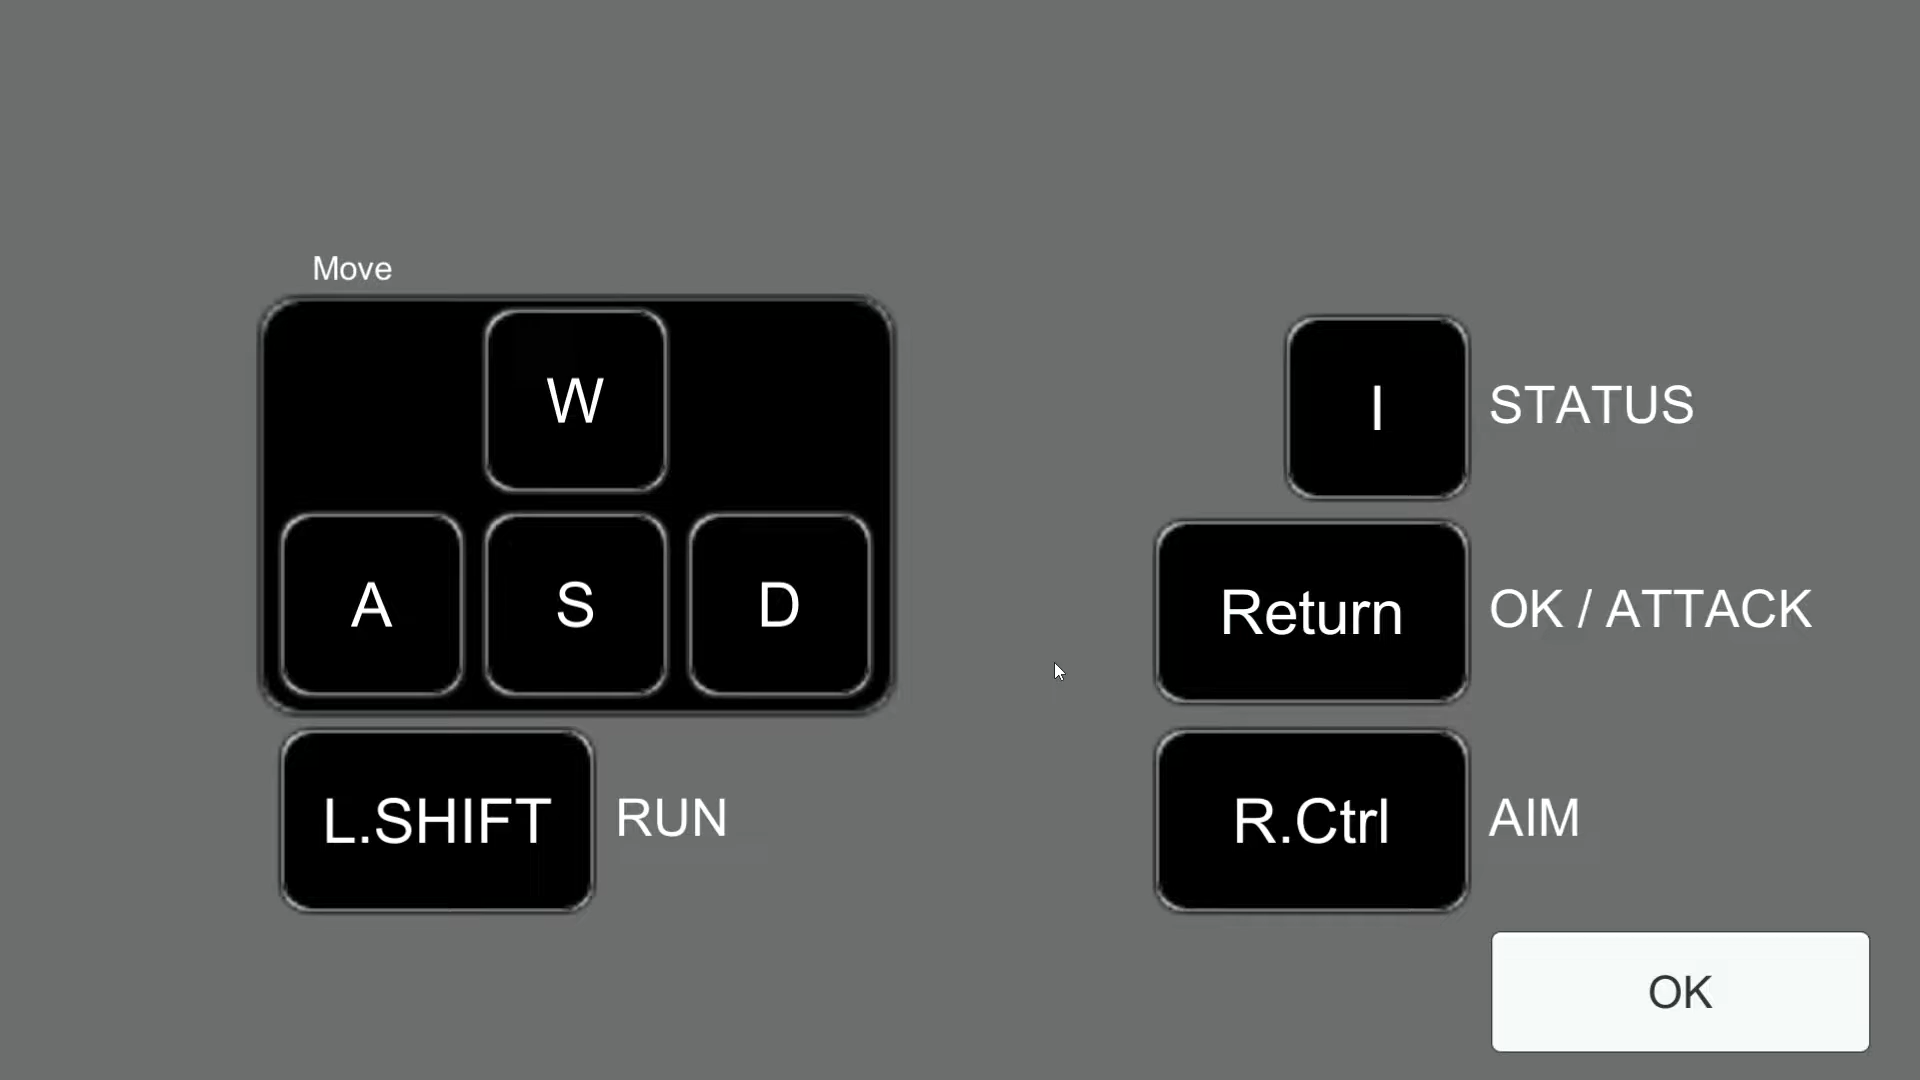 Move
W
A S D
L.SHIFT RUN
I STATUS
Return OK / ATTACK
R.Ctrl AIM
OK